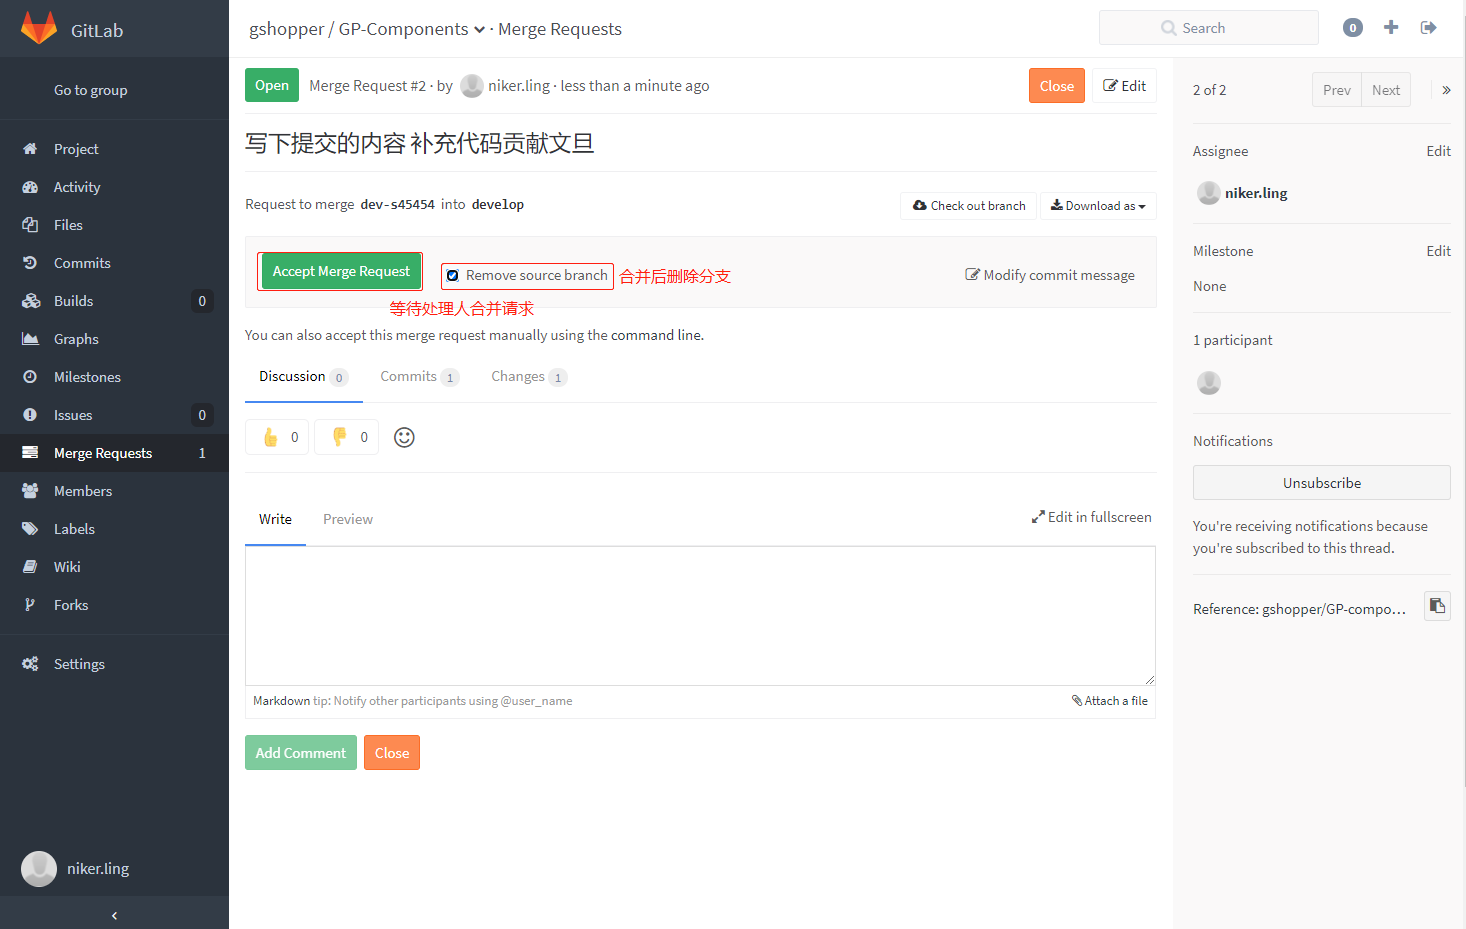 GitLab
gshopper / GP-Components · Merge Requests
Search
0
Go to group
Project
Activity
Files
Commits
Builds 0
Graphs
Milestones
Issues 0
Merge Requests 1
Members
Labels
Wiki
Forks
Settings
niker.ling
Open Merge Request #2 · by niker.ling · less than a minute ago
Close Edit
写下提交的内容 补充代码贡献文旦
Request to merge dev-s45454 into develop
Check out branch Download as
Accept Merge Request Remove source branch 合并后删除分支 Modify commit message
等待处理人合并请求
You can also accept this merge request manually using the command line.
Discussion 0 Commits 1 Changes 1
0 0
Write Preview Edit in fullscreen
Markdown tip: Notify other participants using @user_name Attach a file
Add Comment Close
2 of 2 Prev Next »
Assignee Edit
niker.ling
Milestone Edit
None
1 participant
Notifications
Unsubscribe
You're receiving notifications because
you're subscribed to this thread.
Reference: gshopper/GP-compo…